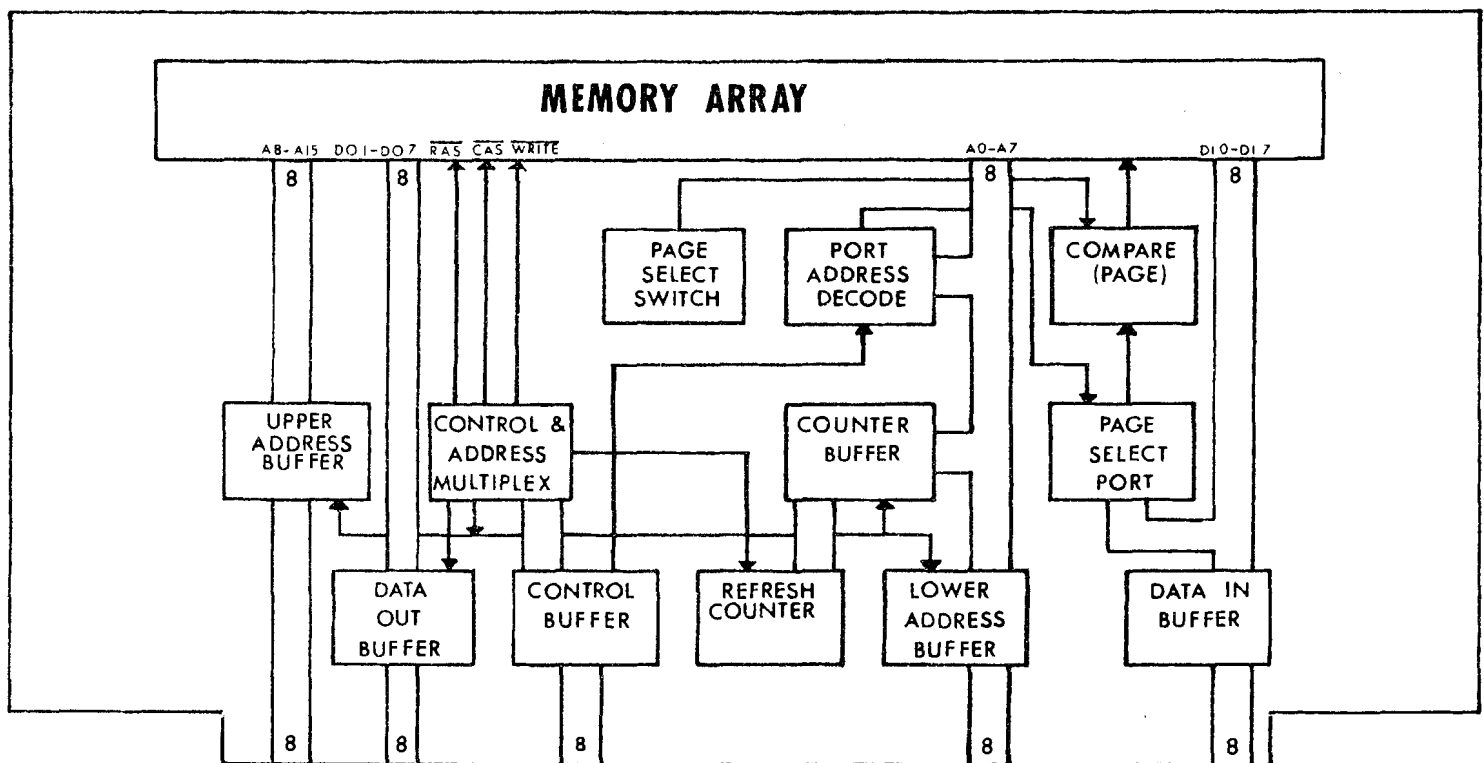 MEMORY ARRAY
A8-A15 DO1-DO7 RAS CAS WRITE A0-A7 DI0-DI7
8 8 8 8
PAGE
SELECT
SWITCH
PORT
ADDRESS
DECODE
COMPARE
(PAGE)
UPPER
ADDRESS
BUFFER
CONTROL &
ADDRESS
MULTIPLEX
COUNTER
BUFFER
PAGE
SELECT
PORT
DATA
OUT
BUFFER
CONTROL
BUFFER
REFRESH
COUNTER
LOWER
ADDRESS
BUFFER
DATA IN
BUFFER
8 8 8 8 8